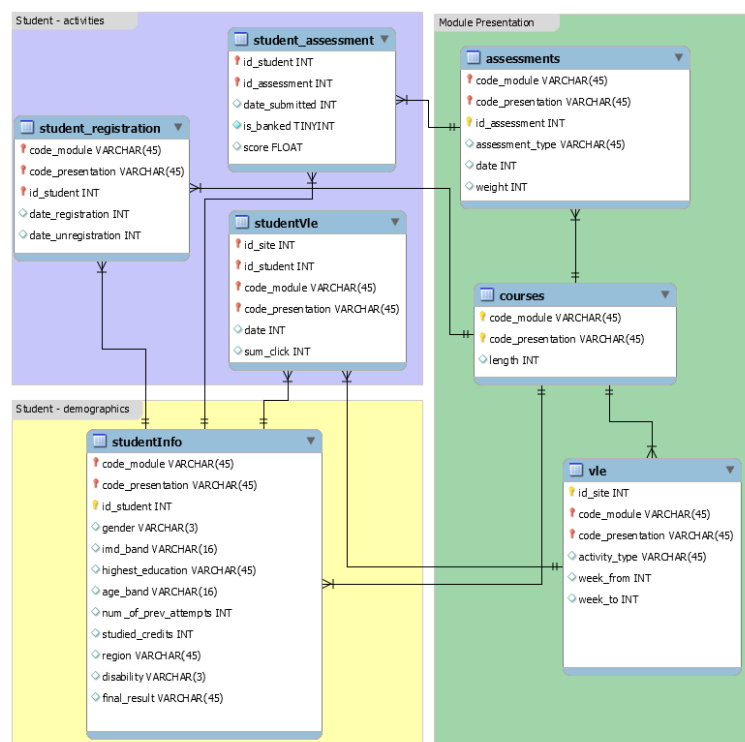 Student - activities
student_assessment
id_student INT
id_assessment INT
date_submitted INT
is_banked TINYINT
score FLOAT
student_registration
code_module VARCHAR(45)
code_presentation VARCHAR(45)
id_student INT
date_registration INT
date_unregistration INT
studentVle
id_site INT
id_student INT
code_module VARCHAR(45)
code_presentation VARCHAR(45)
date INT
sum_click INT
Student - demographics
studentInfo
code_module VARCHAR(45)
code_presentation VARCHAR(45)
id_student INT
gender VARCHAR(3)
imd_band VARCHAR(16)
highest_education VARCHAR(45)
age_band VARCHAR(16)
num_of_prev_attempts INT
studied_credits INT
region VARCHAR(45)
disability VARCHAR(3)
final_result VARCHAR(45)
Module Presentation
assessments
code_module VARCHAR(45)
code_presentation VARCHAR(45)
id_assessment INT
assessment_type VARCHAR(45)
date INT
weight INT
courses
code_module VARCHAR(45)
code_presentation VARCHAR(45)
length INT
vle
id_site INT
code_module VARCHAR(45)
code_presentation VARCHAR(45)
activity_type VARCHAR(45)
week_from INT
week_to INT